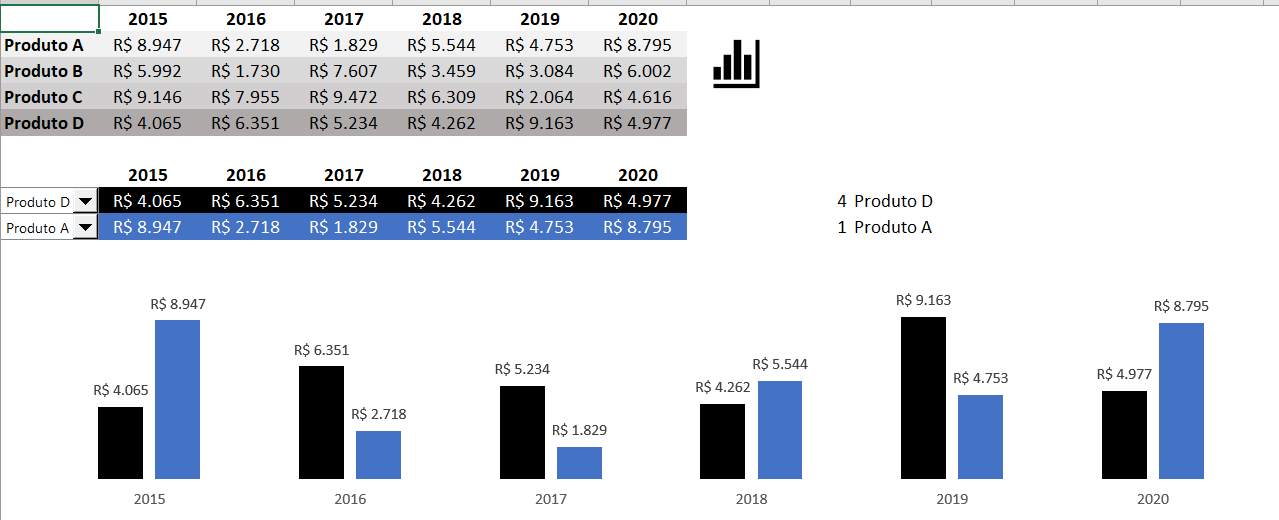 2015 2016 2017 2018 2019 2020
Produto A R$ 8.947 R$ 2.718 R$ 1.829 R$ 5.544 R$ 4.753 R$ 8.795
Produto B R$ 5.992 R$ 1.730 R$ 7.607 R$ 3.459 R$ 3.084 R$ 6.002
Produto C R$ 9.146 R$ 7.955 R$ 9.472 R$ 6.309 R$ 2.064 R$ 4.616
Produto D R$ 4.065 R$ 6.351 R$ 5.234 R$ 4.262 R$ 9.163 R$ 4.977
2015 2016 2017 2018 2019 2020
Produto D R$ 4.065 R$ 6.351 R$ 5.234 R$ 4.262 R$ 9.163 R$ 4.977 4 Produto D
Produto A R$ 8.947 R$ 2.718 R$ 1.829 R$ 5.544 R$ 4.753 R$ 8.795 1 Produto A
R$ 4.065 R$ 8.947 R$ 6.351 R$ 2.718 R$ 5.234 R$ 1.829 R$ 4.262 R$ 5.544 R$ 9.163 R$ 4.753 R$ 4.977 R$ 8.795
2015 2016 2017 2018 2019 2020